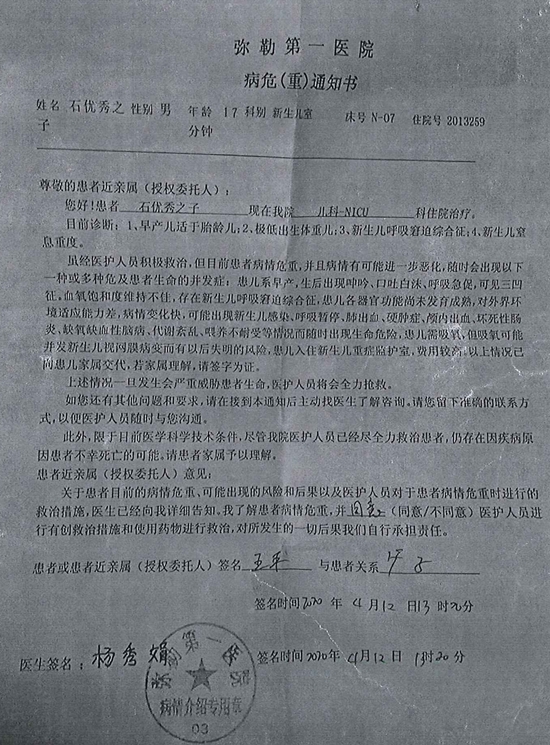 弥勒第一医院
病危(重)通知书
姓名 石优秀之 性别 男 年龄 17 科别 新生儿室 床号 N-07 住院号 2013259
子 分钟
尊敬的患者近亲属(授权委托人):
您好!患者 石优秀之子 现在我院 儿科-NICU 科住院治疗。
目前诊断:1、早产儿适于胎龄儿;2、极低出生体重儿;3、新生儿呼吸窘迫综合征;4、新生儿窒
息重度。
虽经医护人员积极救治,但目前患者病情危重,并且病情有可能进一步恶化,随时会出现以下
一种或多种危及患者生命的并发症:患儿系早产,生后出现呻吟、口吐白沫、呼吸急促,可见三凹
征,血氧饱和度维持不佳,存在新生儿呼吸窘迫综合征,患儿各器官功能尚未发育成熟,对外界环
境适应能力差,病情变化快,可能出现新生儿感染、呼吸暂停、肺出血、硬肿症、颅内出血、坏死性肠
炎、缺氧缺血性脑病、代谢紊乱、喂养不耐受等情况而随时出现生命危险,患儿需吸氧,但吸氧可能
并发新生儿视网膜病变而有以后失明的风险,患儿入住新生儿重症监护室,费用较高。以上情况已
向患儿家属交代,若家属理解,请签字为证。
上述情况一旦发生会严重威胁患者生命,医护人员将会全力抢救。
如您还有其他问题和要求,请在接到本通知后主动找医生了解咨询。请您留下准确的联系方
式,以便医护人员随时与您沟通。
此外,限于目前医学科学技术条件,尽管我院医护人员已经尽全力救治患者,仍存在因疾病原
因患者不幸死亡的可能。请患者家属予以理解。
患者近亲属(授权委托人)意见:
关于患者目前的病情危重、可能出现的风险和后果以及医护人员对于患者病情危重时进行的
救治措施,医生已经向我详细告知。我了解患者病情危重,并 同意 (同意/不同意)医护人员进
行有创救治措施和使用药物进行救治,对所发生的一切后果我们自行承担责任。
患者或患者近亲属(授权委托人)签名 与患者关系 子
签名时间 2020 年 4 月 12 日 13 时 20 分
医生签名: 杨秀娟 签名时间 2020 年 4 月 12 日 13 时 20 分
弥勒第一医院
病情介绍专用章
03